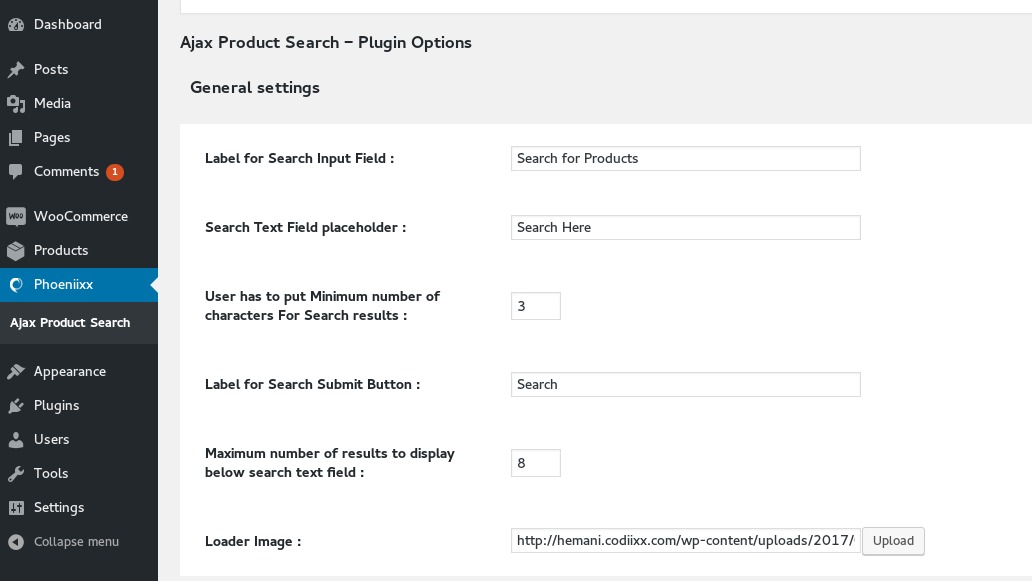 Dashboard
Posts
Media
Pages
Comments 1
WOO WooCommerce
Products
Phoeniixx
Ajax Product Search
Appearance
Plugins
Users
Tools
Settings
Collapse menu
Ajax Product Search – Plugin Options
General settings
Label for Search Input Field :
Search for Products
Search Text Field placeholder :
Search Here
User has to put Minimum number of
characters For Search results :
3
Label for Search Submit Button :
Search
Maximum number of results to display
below search text field :
8
Loader Image :
http://hemani.codiixx.com/wp-content/uploads/2017/
Upload